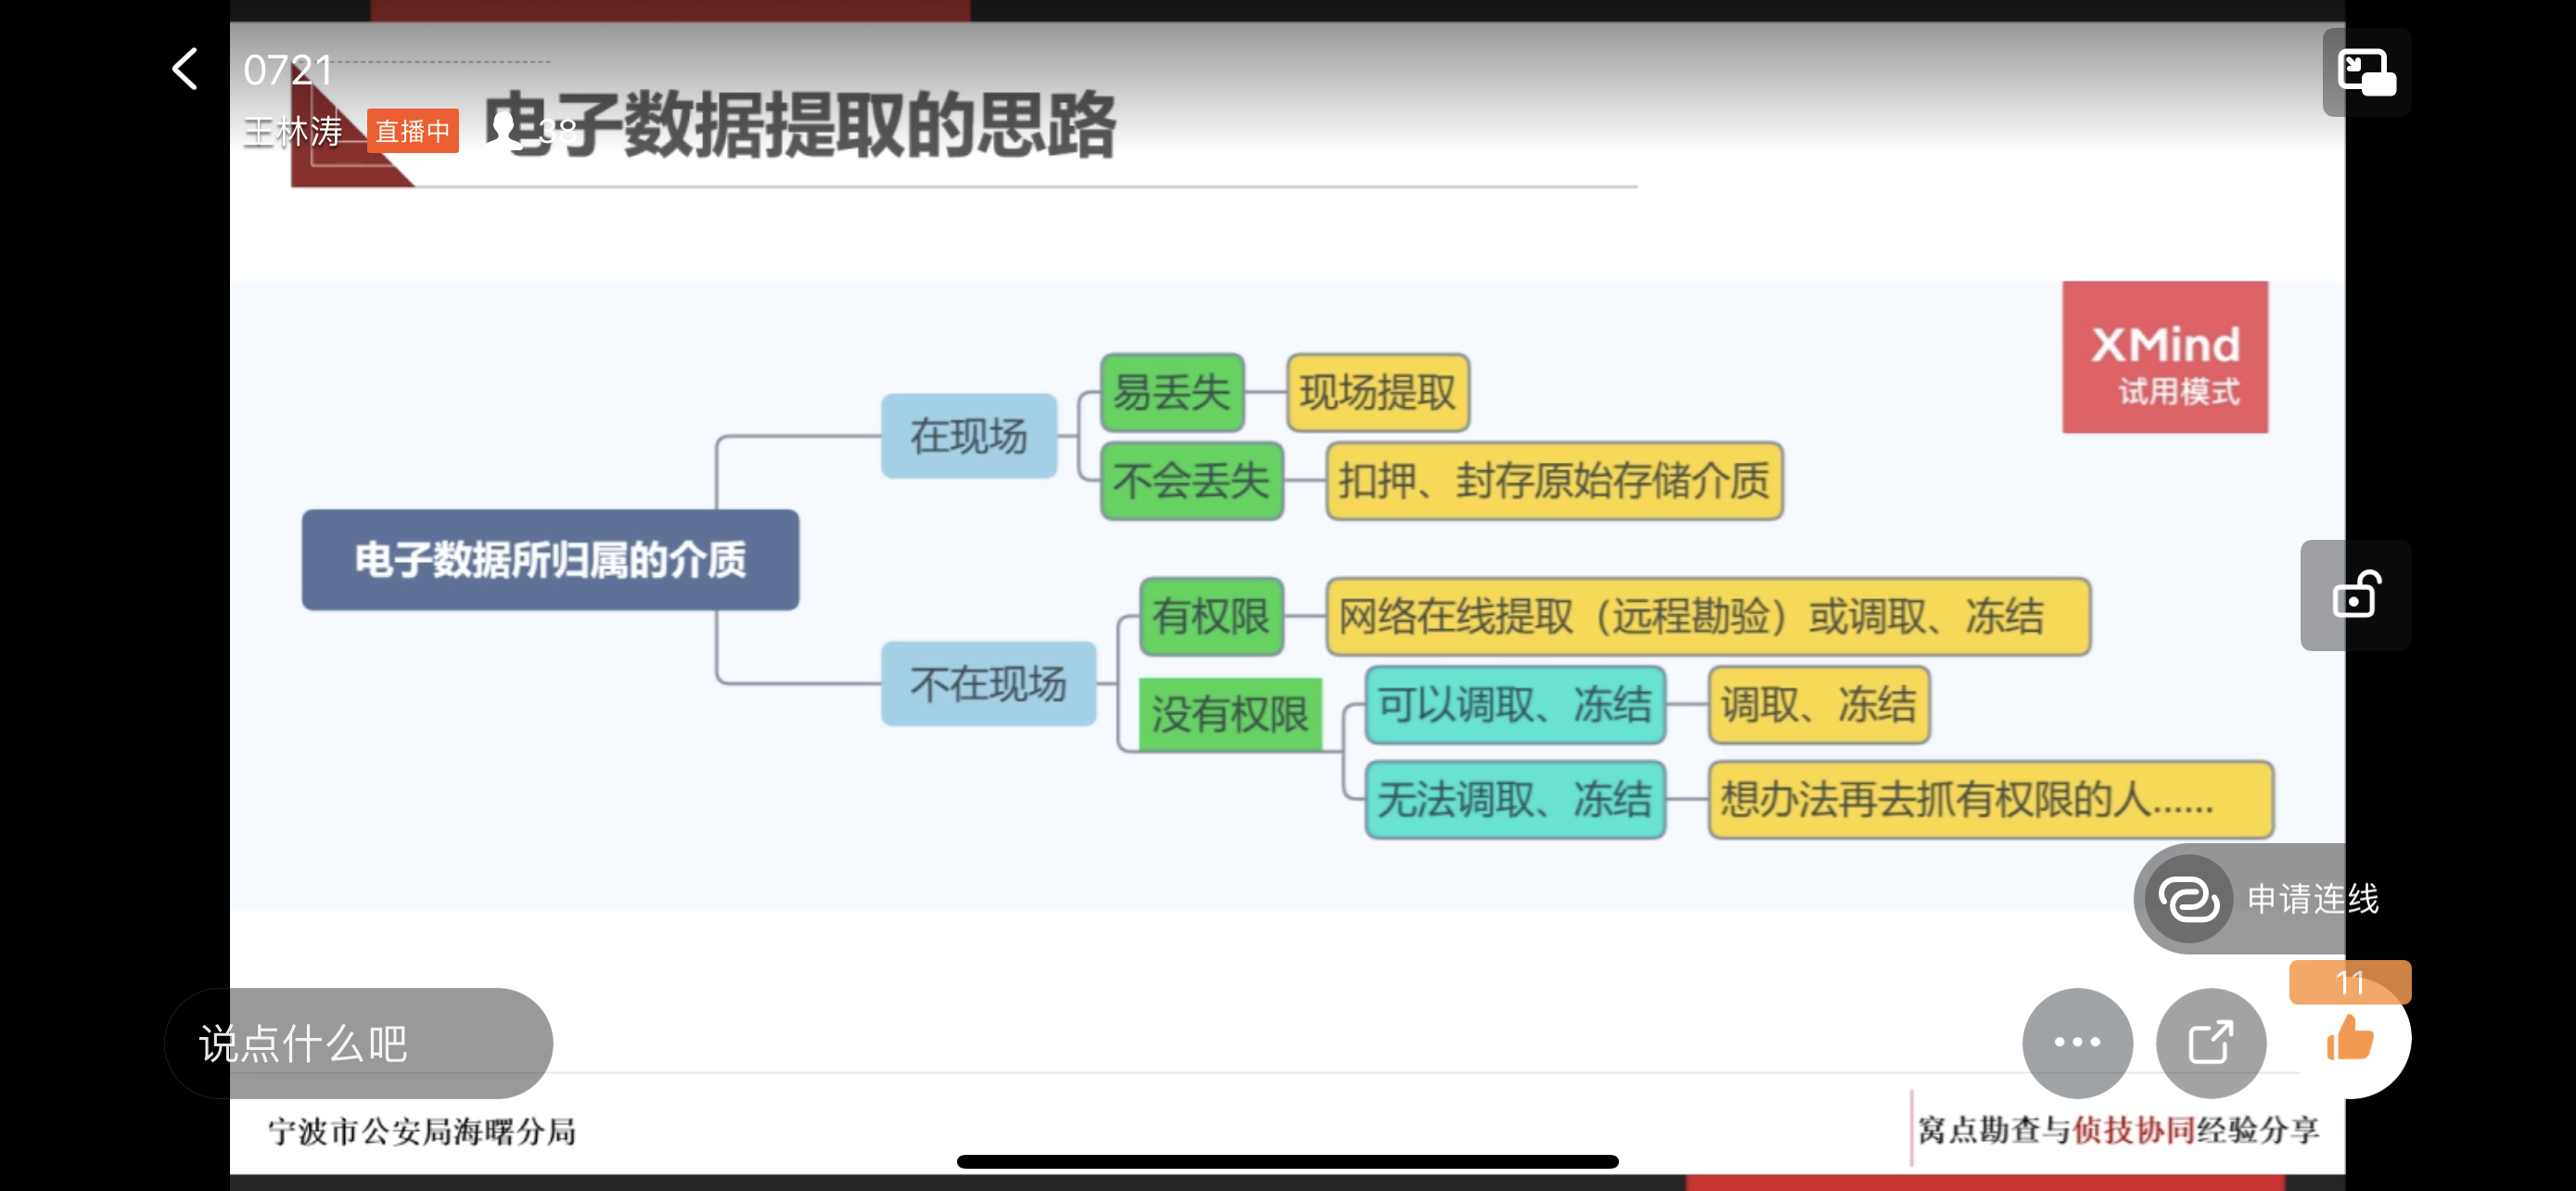 0721
电子数据提取的思路
王林涛 直播中 38
XMind
试用模式
易丢失 现场提取
在现场
不会丢失 扣押、封存原始存储介质
电子数据所归属的介质
有权限 网络在线提取（远程勘验）或调取、冻结
不在现场
没有权限
可以调取、冻结 调取、冻结
无法调取、冻结 想办法再去抓有权限的人......
申请连线
11
说点什么吧
宁波市公安局海曙分局
窝点勘查与侦技协同经验分享